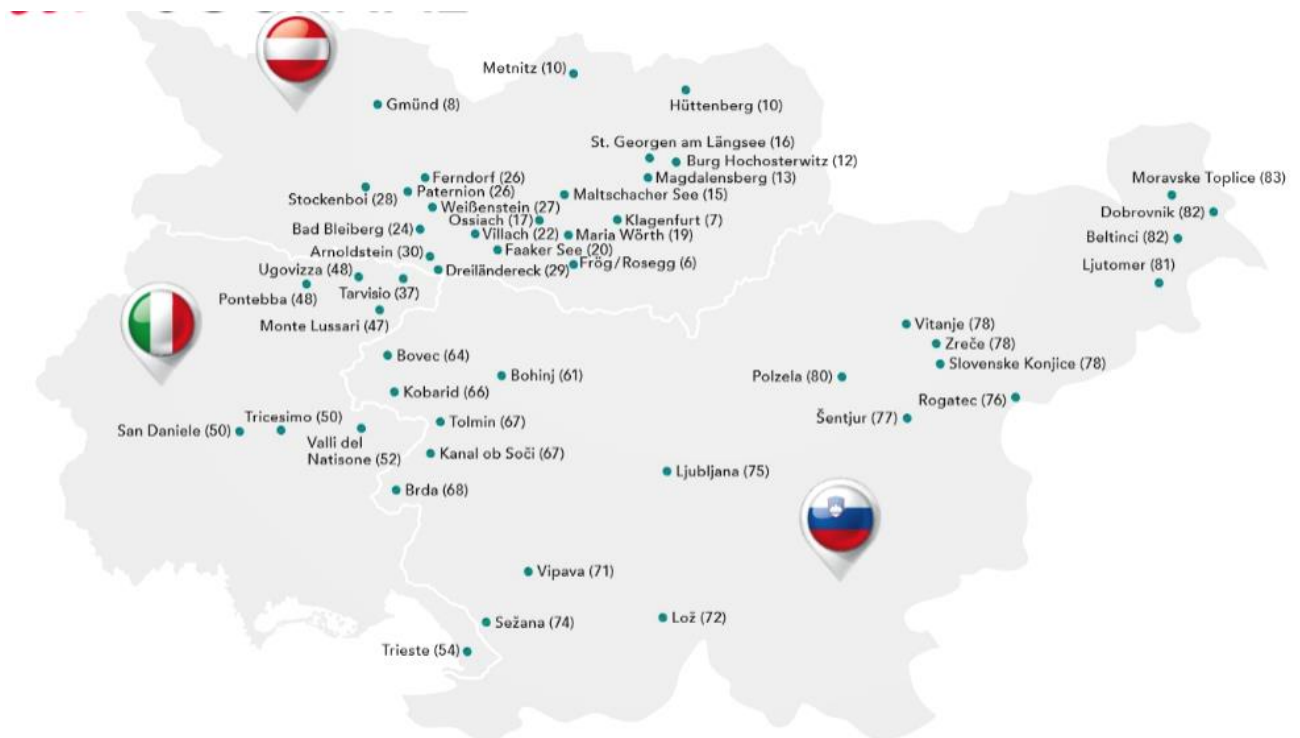 Metnitz (10)
Gmünd (8)
Hüttenberg (10)
St. Georgen am Längsee (16)
Burg Hochosterwitz (12)
Ferndorf (26)
Magdalensberg (13)
Moravske Toplice (83)
Stockenboi (28)
Paternion (26)
Maltschacher See (15)
Weißenstein (27)
Dobrovnik (82)
Ossiach (17)
Klagenfurt (7)
Bad Bleiberg (24)
Villach (22)
Maria Wörth (19)
Beltinci (82)
Arnoldstein (30)
Faaker See (20)
Frög/Rosegg (6)
Ljutomer (81)
Ugovizza (48)
Dreiländereck (29)
Pontebba (48)
Tarvisio (37)
Monte Lussari (47)
Vitanje (78)
Zreče (78)
Bovec (64)
Slovenske Konjice (78)
Bohinj (61)
Polzela (80)
Kobarid (66)
Rogatec (76)
Tricesimo (50)
Tolmin (67)
Šentjur (77)
San Daniele (50)
Valli del
Natisone (52)
Kanal ob Soči (67)
Ljubljana (75)
Brda (68)
Vipava (71)
Sežana (74)
Lož (72)
Trieste (54)